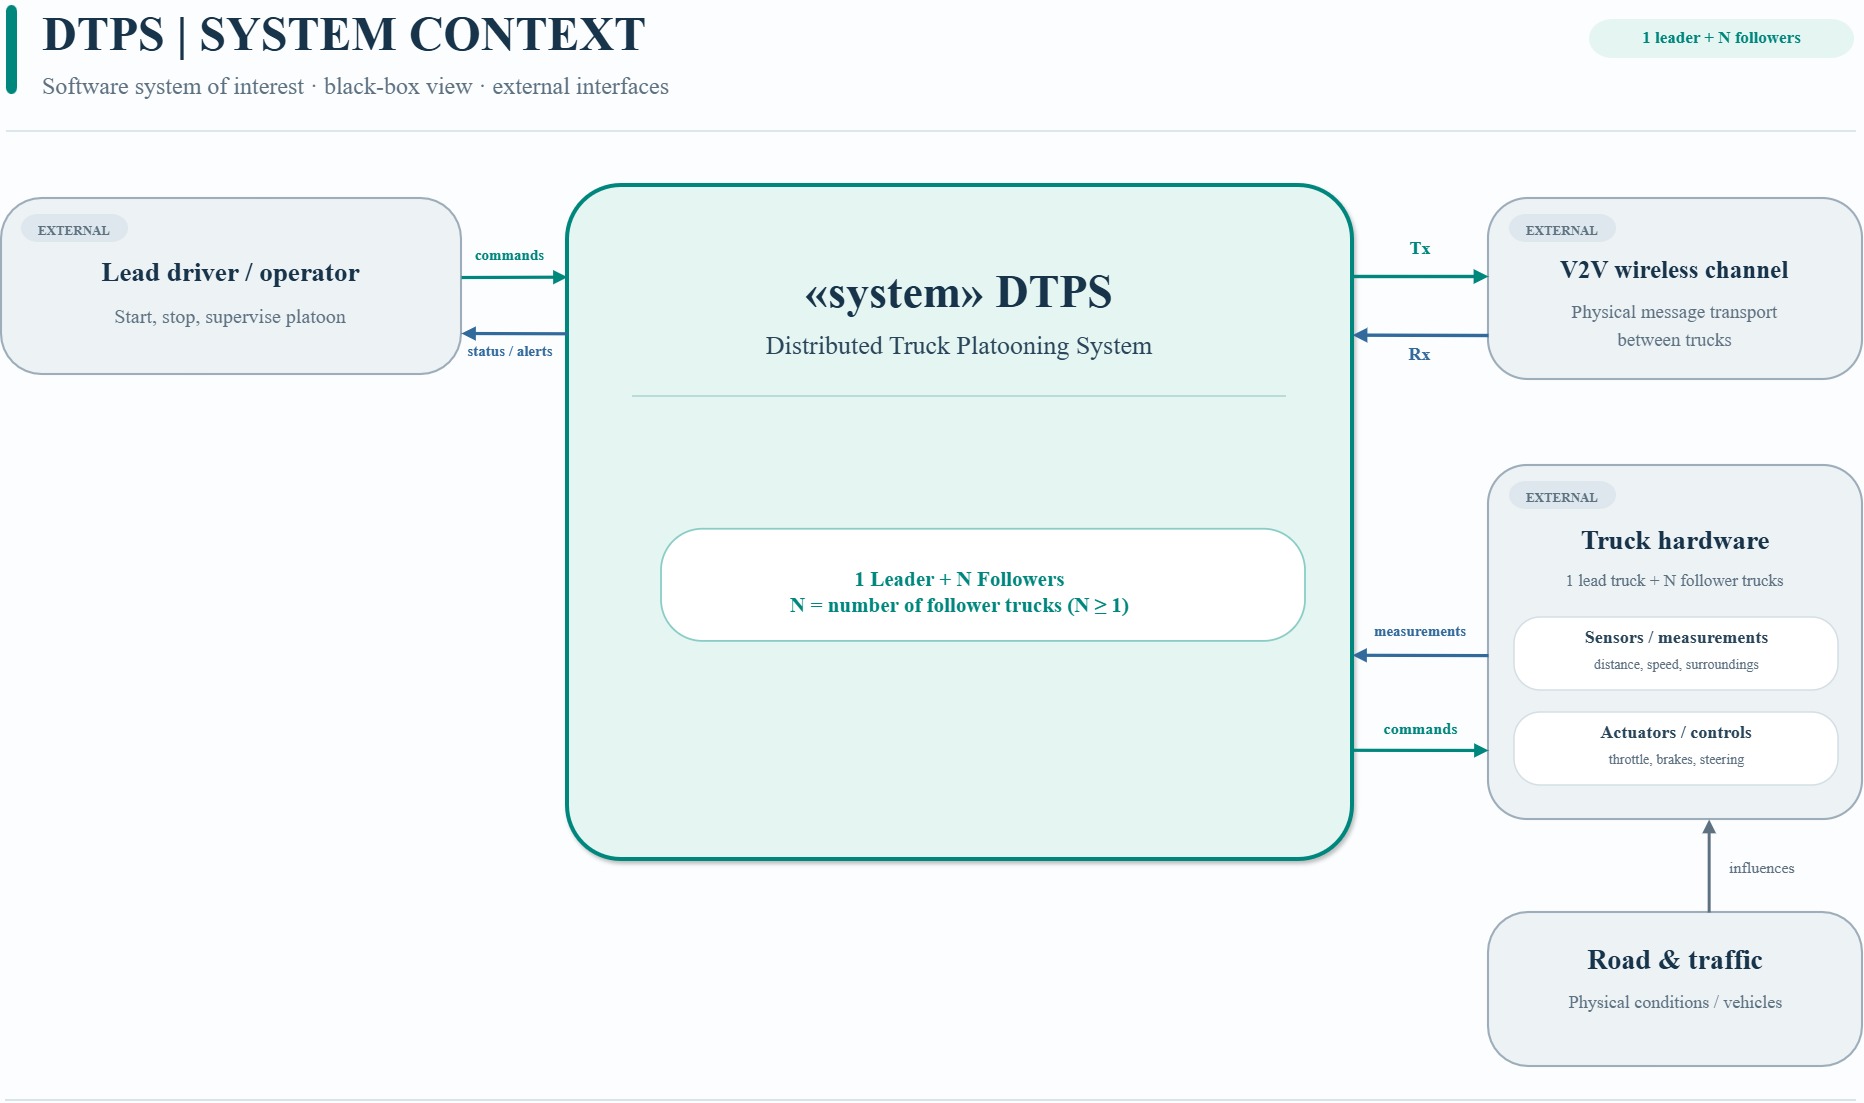 DTPS | SYSTEM CONTEXT
1 leader + N followers
Software system of interest · black-box view · external interfaces
EXTERNAL
Lead driver / operator
Start, stop, supervise platoon
commands
status / alerts
«system» DTPS
Distributed Truck Platooning System
1 Leader + N Followers
N = number of follower trucks (N ≥ 1)
Tx
Rx
EXTERNAL
V2V wireless channel
Physical message transport
between trucks
measurements
commands
EXTERNAL
Truck hardware
1 lead truck + N follower trucks
Sensors / measurements
distance, speed, surroundings
Actuators / controls
throttle, brakes, steering
influences
Road & traffic
Physical conditions / vehicles